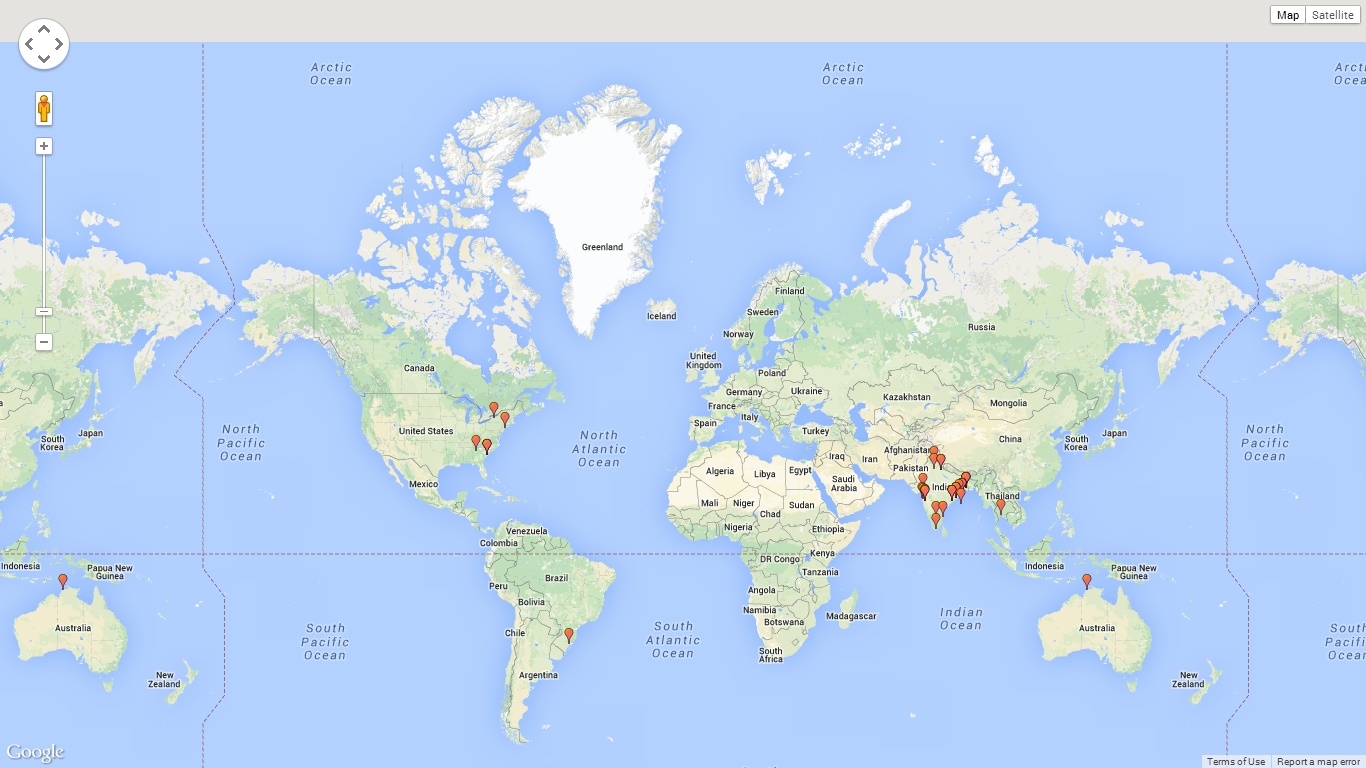 Map
Satellite
Arctic
Ocean
Arctic
Ocean
Arct
Ocea
Greenland
Iceland
Finland
Sweden
Norway
Russia
United
Kingdom
Poland
Germany
Ukraine
France
Italy
Spain
Turkey
Kazakhstan
Mongolia
Canada
United States
Mexico
North
Pacific
Ocean
North
Atlantic
Ocean
North
Pacific
Ocean
South
Korea
Japan
China
South
Korea
Japan
Afghanistan
Pakistan
Iran
Iraq
Saudi
Arabia
India
Thailand
Algeria
Libya
Egypt
Mali
Niger
Chad
Sudan
Nigeria
Ethiopia
Kenya
DR Congo
Tanzania
Angola
Namibia
Botswana
Madagascar
South
Africa
Venezuela
Colombia
Peru
Brazil
Bolivia
Chile
Argentina
Indonesia
Papua New
Guinea
Australia
New
Zealand
Indonesia
Papua New
Guinea
Australia
New
Zealand
South
Pacific
Ocean
South
Atlantic
Ocean
Indian
Ocean
South
Pacifi
Ocea
Google
Terms of Use
Report a map error